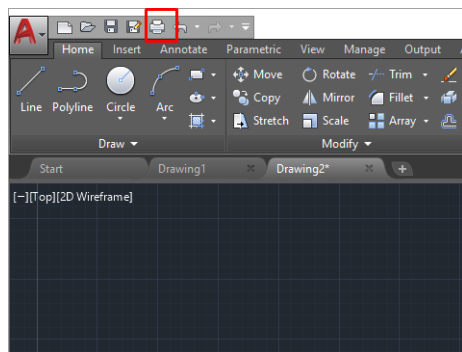 A
Home Insert Annotate Parametric View Manage Output
Move Rotate Trim
Copy Mirror Fillet
Line Polyline Circle Arc
Stretch Scale Array
Draw Modify
Start Drawing1 Drawing2*
[−][Top][2D Wireframe]